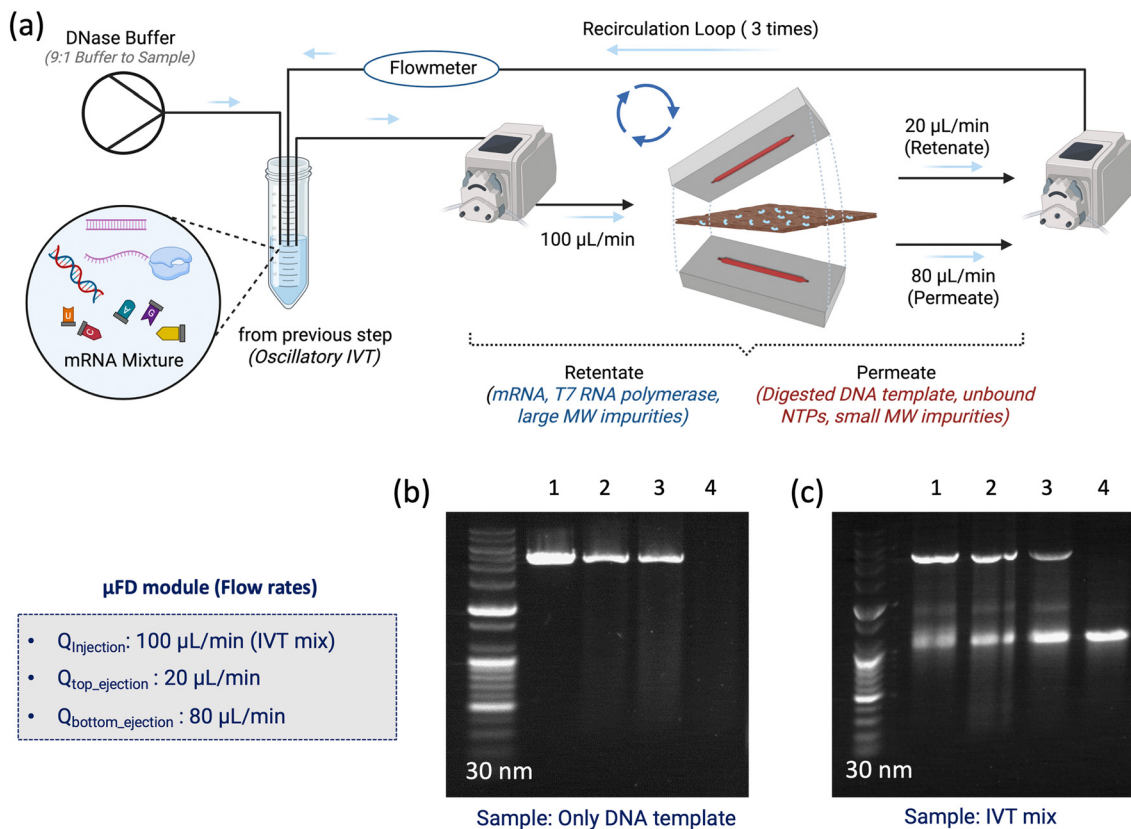 (a)
DNase Buffer
(9:1 Buffer to Sample)
Recirculation Loop ( 3 times)
Flowmeter
20 µL/min
(Retenate)
100 µL/min
80 µL/min
(Permeate)
U
C
A
G
mRNA Mixture
from previous step
(Oscillatory IVT)
Retentate
(mRNA, T7 RNA polymerase,
large MW impurities)
Permeate
(Digested DNA template, unbound
NTPs, small MW impurities)
(b)
1 2 3 4
30 nm
Sample: Only DNA template
(c)
1 2 3 4
30 nm
Sample: IVT mix
µFD module (Flow rates)
• QInjection: 100 µL/min (IVT mix)
• Qtop_ejection : 20 µL/min
• Qbottom_ejection : 80 µL/min